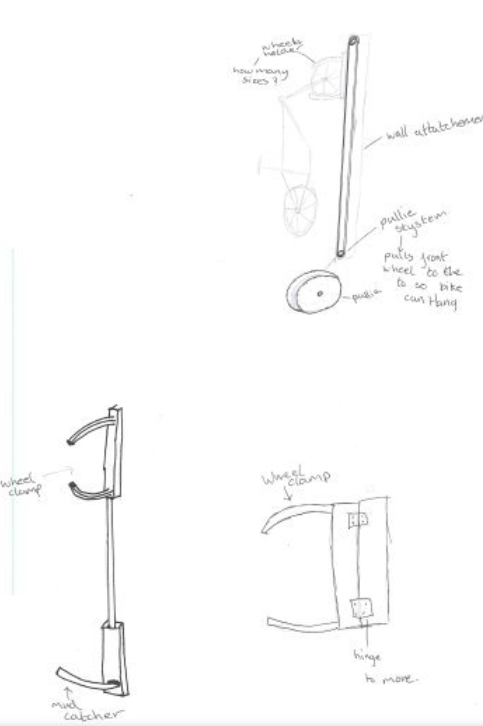 wheels
holder
how many
sizes?
wall attatchement
pullie
skystem
pulls front
wheel to the
to so bike
can Hang
pullie
wheel
clamp
wheel
clamp
hinge
to move.
mud
catcher